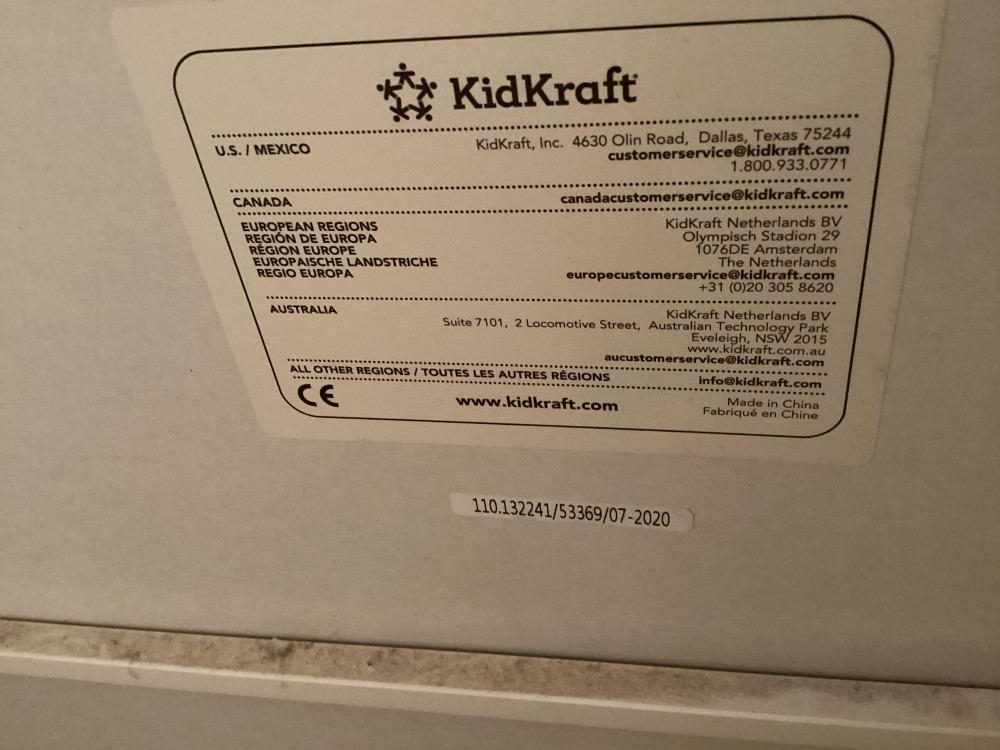 KidKraft
U.S. / MEXICO
KidKraft, Inc. 4630 Olin Road, Dallas, Texas 75244
customerservice@kidkraft.com
1.800.933.0771
CANADA
canadacustomerservice@kidkraft.com
EUROPEAN REGIONS
REGIÓN DE EUROPA
RÉGION EUROPE
EUROPAISCHE LANDSTRICHE
REGIO EUROPA
KidKraft Netherlands BV
Olympisch Stadion 29
1076DE Amsterdam
The Netherlands
europecustomerservice@kidkraft.com
+31 (0)20 305 8620
AUSTRALIA
KidKraft Netherlands BV
Suite 7101, 2 Locomotive Street, Australian Technology Park
Eveleigh, NSW 2015
www.kidkraft.com.au
aucustomerservice@kidkraft.com
ALL OTHER REGIONS / TOUTES LES AUTRES RÉGIONS
info@kidkraft.com
CE
www.kidkraft.com
Made in China
Fabriqué en Chine
110.132241/53369/07-2020